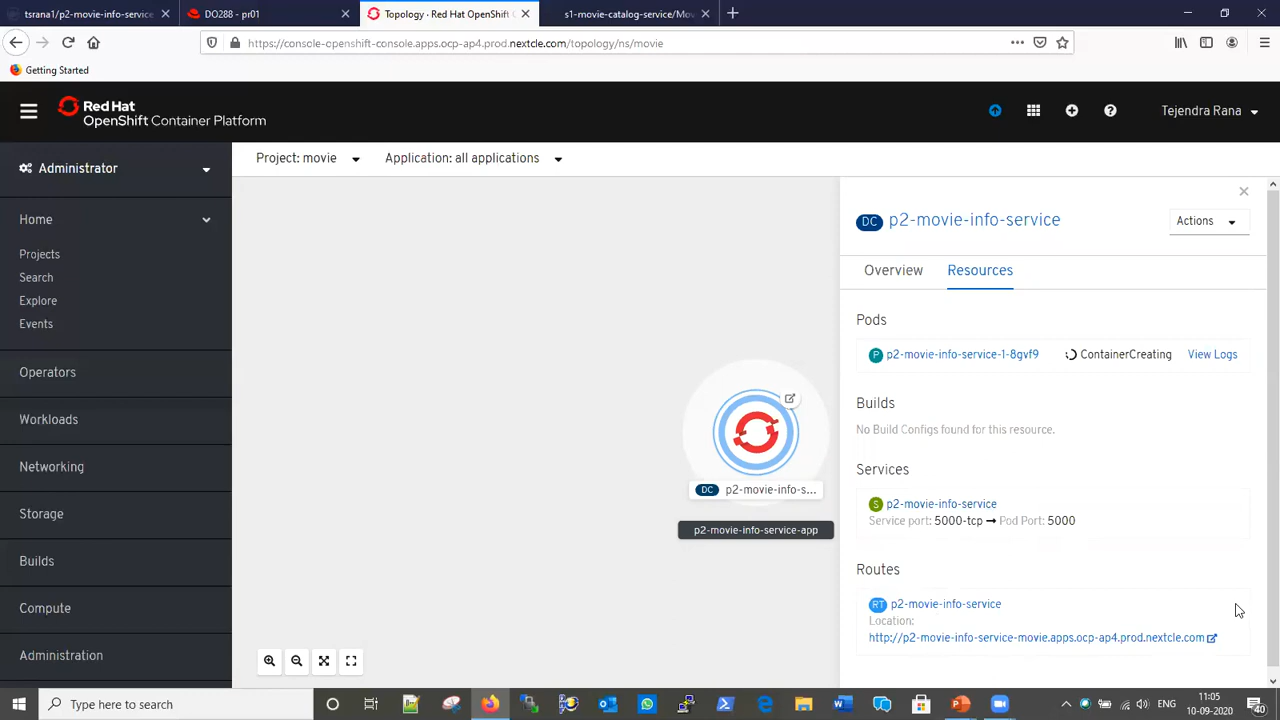 tsrana1/p2-movie-info-service
DO288 - pr01
Topology · Red Hat OpenShift C
s1-movie-catalog-service/Mov
https://console-openshift-console.apps.ocp-ap4.prod.nextcle.com/topology/ns/movie
Getting Started
Red Hat
OpenShift Container Platform
Tejendra Rana
Administrator
Project: movie
Application: all applications
Home
Projects
Search
Explore
Events
Operators
Workloads
Networking
Storage
Builds
Compute
Administration
DC p2-movie-info-s...
p2-movie-info-service-app
DC p2-movie-info-service
Actions
Overview
Resources
Pods
P p2-movie-info-service-1-8gvf9 ContainerCreating View Logs
Builds
No Build Configs found for this resource.
Services
S p2-movie-info-service
Service port: 5000-tcp → Pod Port: 5000
Routes
RT p2-movie-info-service
Location:
http://p2-movie-info-service-movie.apps.ocp-ap4.prod.nextcle.com
Type here to search
ENG
11:05
10-09-2020
40